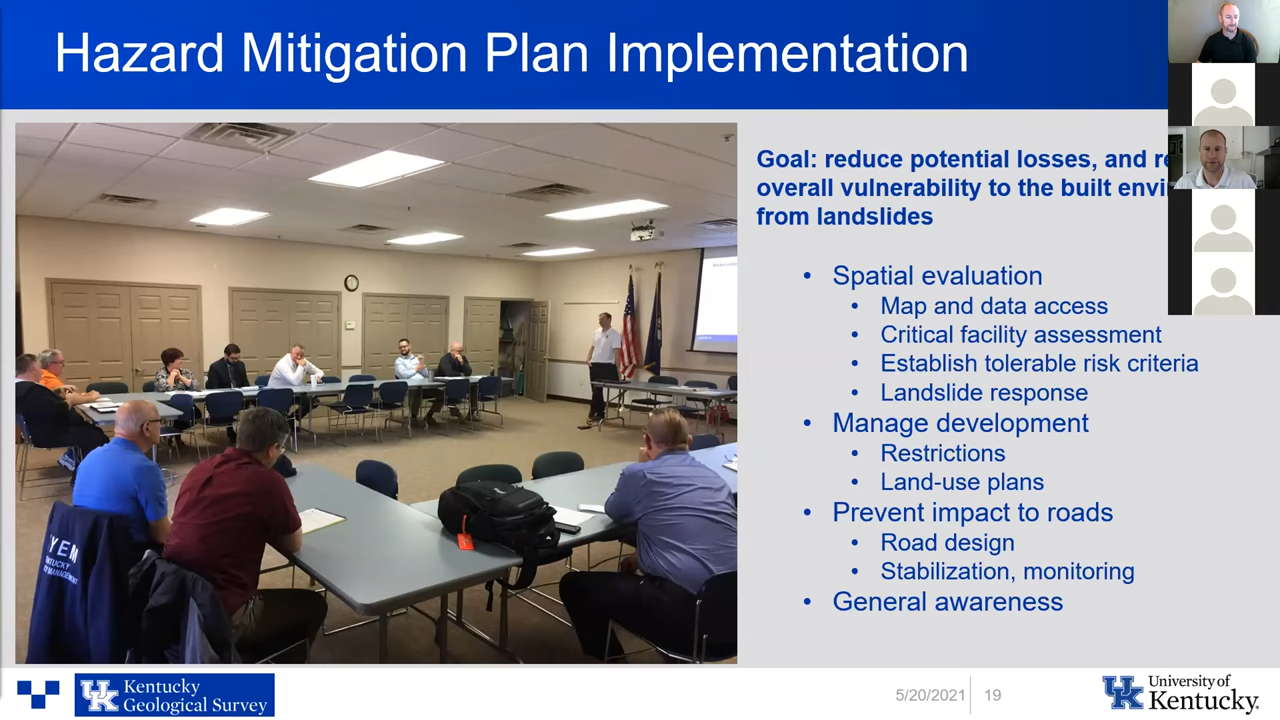 Hazard Mitigation Plan Implementation
Goal: reduce potential losses, and
overall vulnerability to the built
from landslides
• Spatial evaluation
• Map and data access
• Critical facility assessment
• Establish tolerable risk criteria
• Landslide response
• Manage development
• Restrictions
• Land-use plans
• Prevent impact to roads
• Road design
• Stabilization, monitoring
• General awareness
YEM
UK Kentucky
Geological Survey
5/20/2021 19
UK University of
Kentucky.